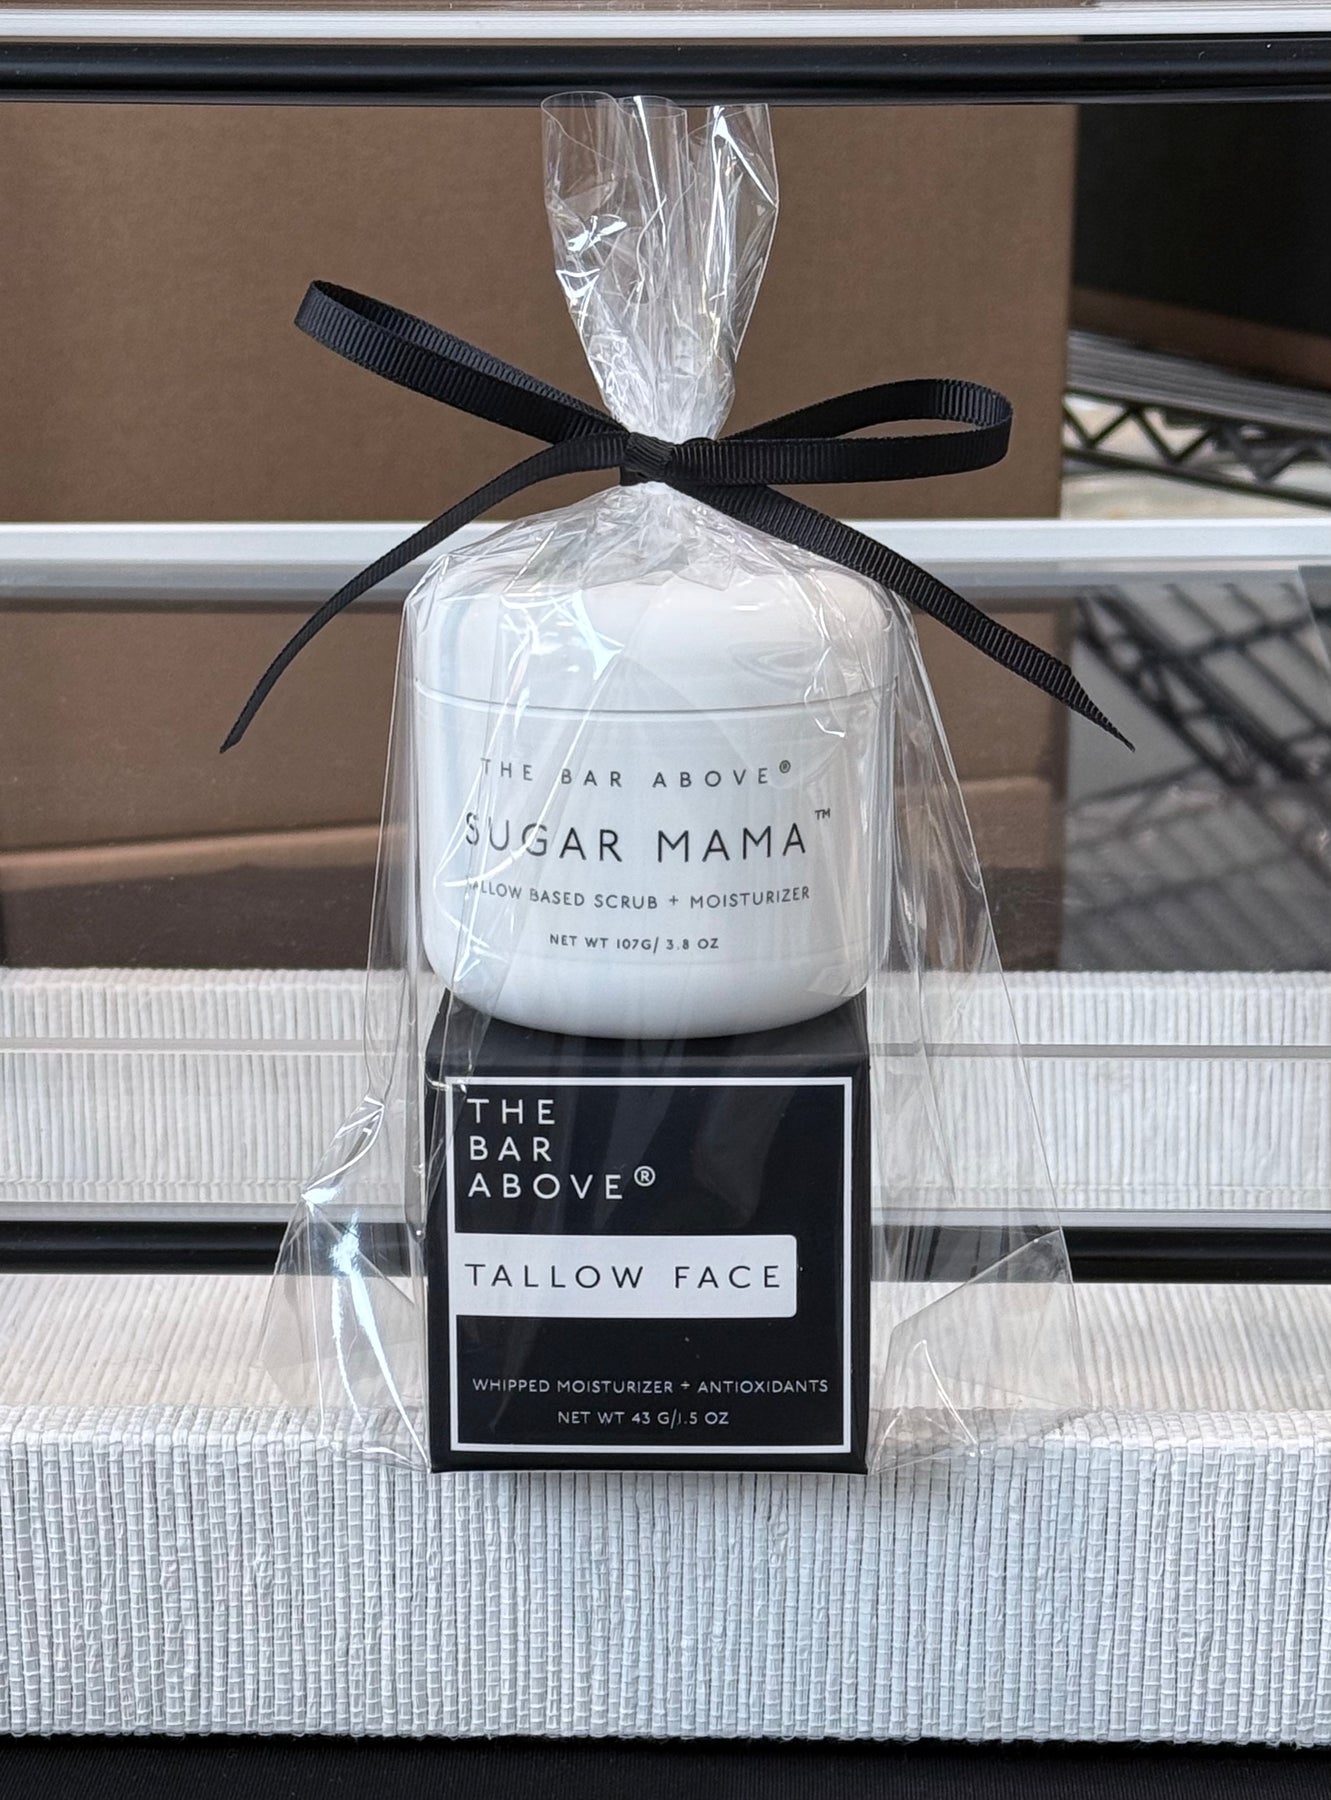 THE BAR ABOVE®
SUGAR MAMA™
TALLOW BASED SCRUB + MOISTURIZER
NET WT 107G/ 3.8 OZ
THE
BAR
ABOVE®
TALLOW FACE
WHIPPED MOISTURIZER + ANTIOXIDANTS
NET WT 43 G/1.5 OZ